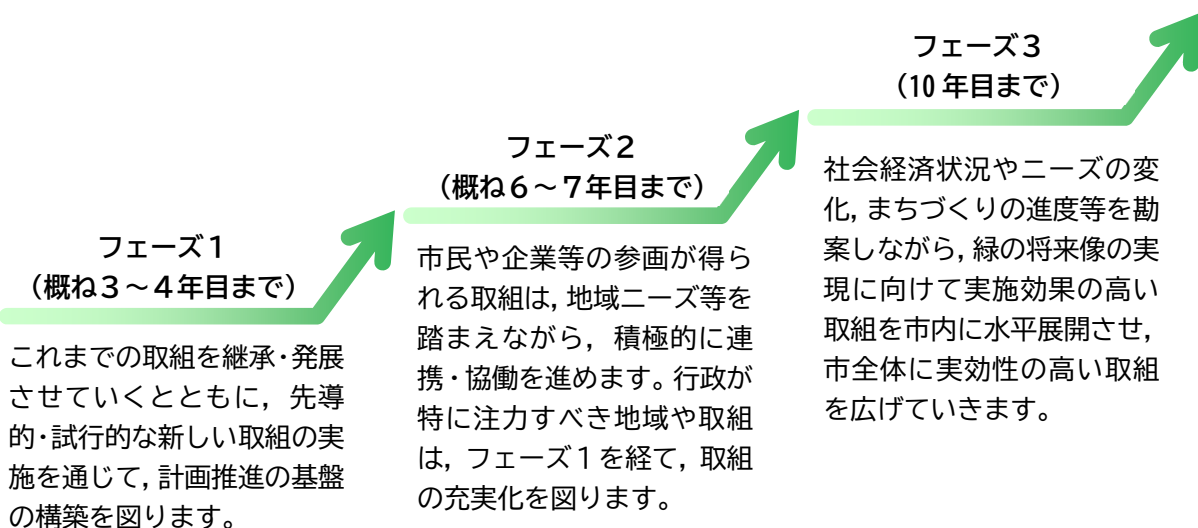 フェーズ１
（概ね３～４年目まで）
これまでの取組を継承･発展
させていくとともに，先導
的･試行的な新しい取組の実
施を通じて，計画推進の基盤
の構築を図ります。
フェーズ２
（概ね６～７年目まで）
市民や企業等の参画が得ら
れる取組は，地域ニーズ等を
踏まえながら，積極的に連
携･協働を進めます。行政が
特に注力すべき地域や取組
は，フェーズ１を経て，取組
の充実化を図ります。
フェーズ３
（10年目まで）
社会経済状況やニーズの変
化，まちづくりの進度等を勘
案しながら，緑の将来像の実
現に向けて実施効果の高い
取組を市内に水平展開させ，
市全体に実効性の高い取組
を広げていきます。